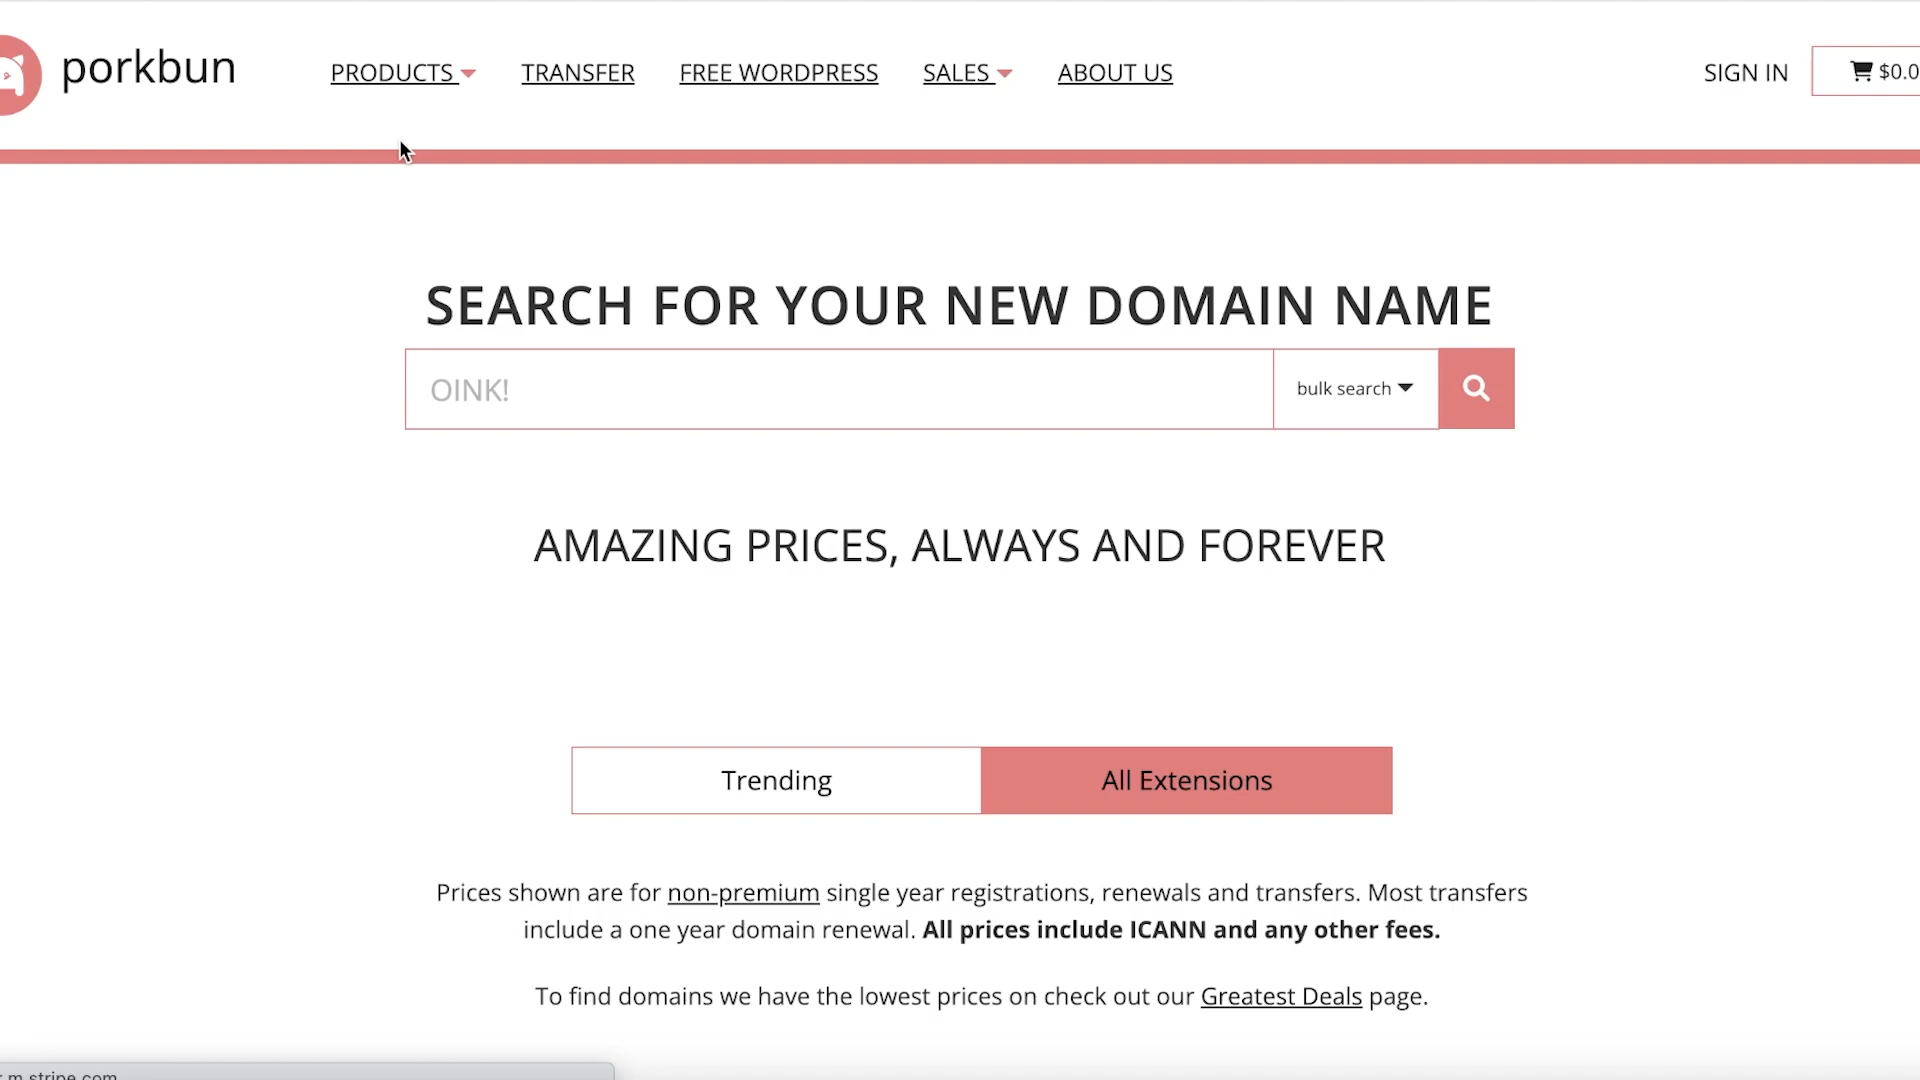 porkbun
PRODUCTS TRANSFER FREE WORDPRESS SALES ABOUT US
SIGN IN $0.0
SEARCH FOR YOUR NEW DOMAIN NAME
OINK! bulk search
AMAZING PRICES, ALWAYS AND FOREVER
Trending All Extensions
Prices shown are for non-premium single year registrations, renewals and transfers. Most transfers
include a one year domain renewal. All prices include ICANN and any other fees.
To find domains we have the lowest prices on check out our Greatest Deals page.
m.stripe.com